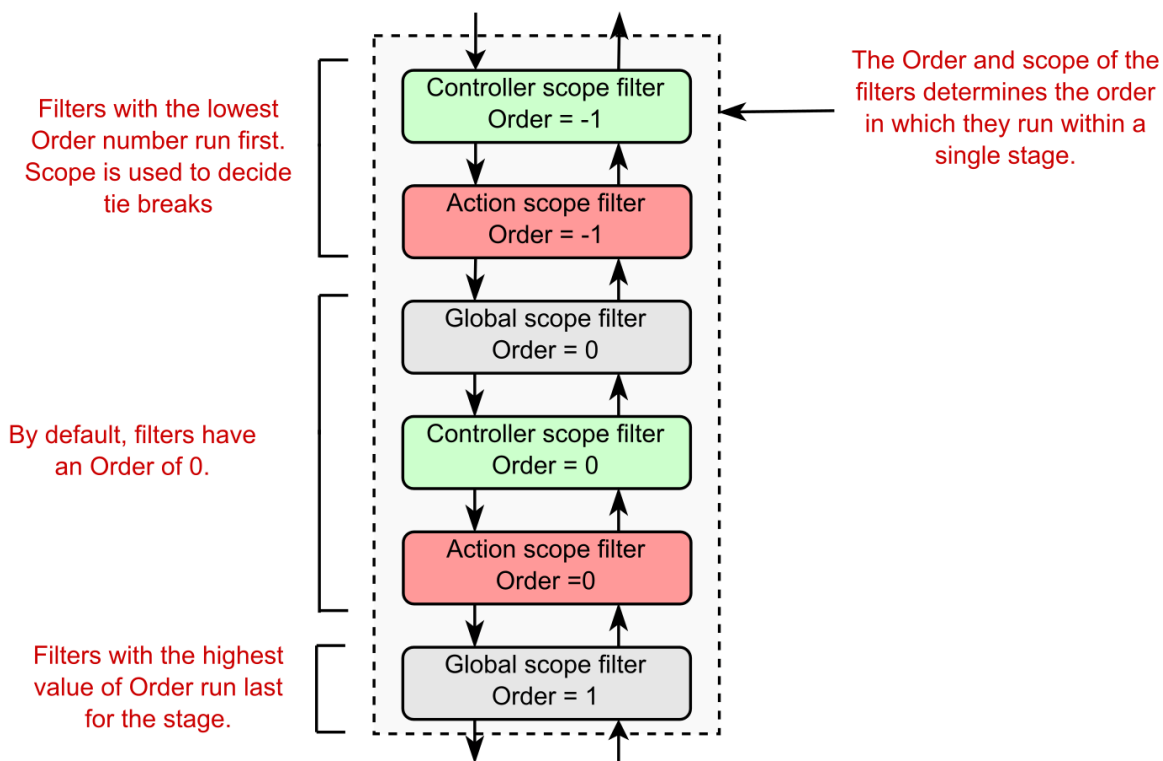 Filters with the lowest
Order number run first.
Scope is used to decide
tie breaks
By default, filters have
an Order of 0.
Filters with the highest
value of Order run last
for the stage.
Controller scope filter
Order = -1
Action scope filter
Order = -1
Global scope filter
Order = 0
Controller scope filter
Order = 0
Action scope filter
Order =0
Global scope filter
Order = 1
The Order and scope of the
filters determines the order
in which they run within a
single stage.